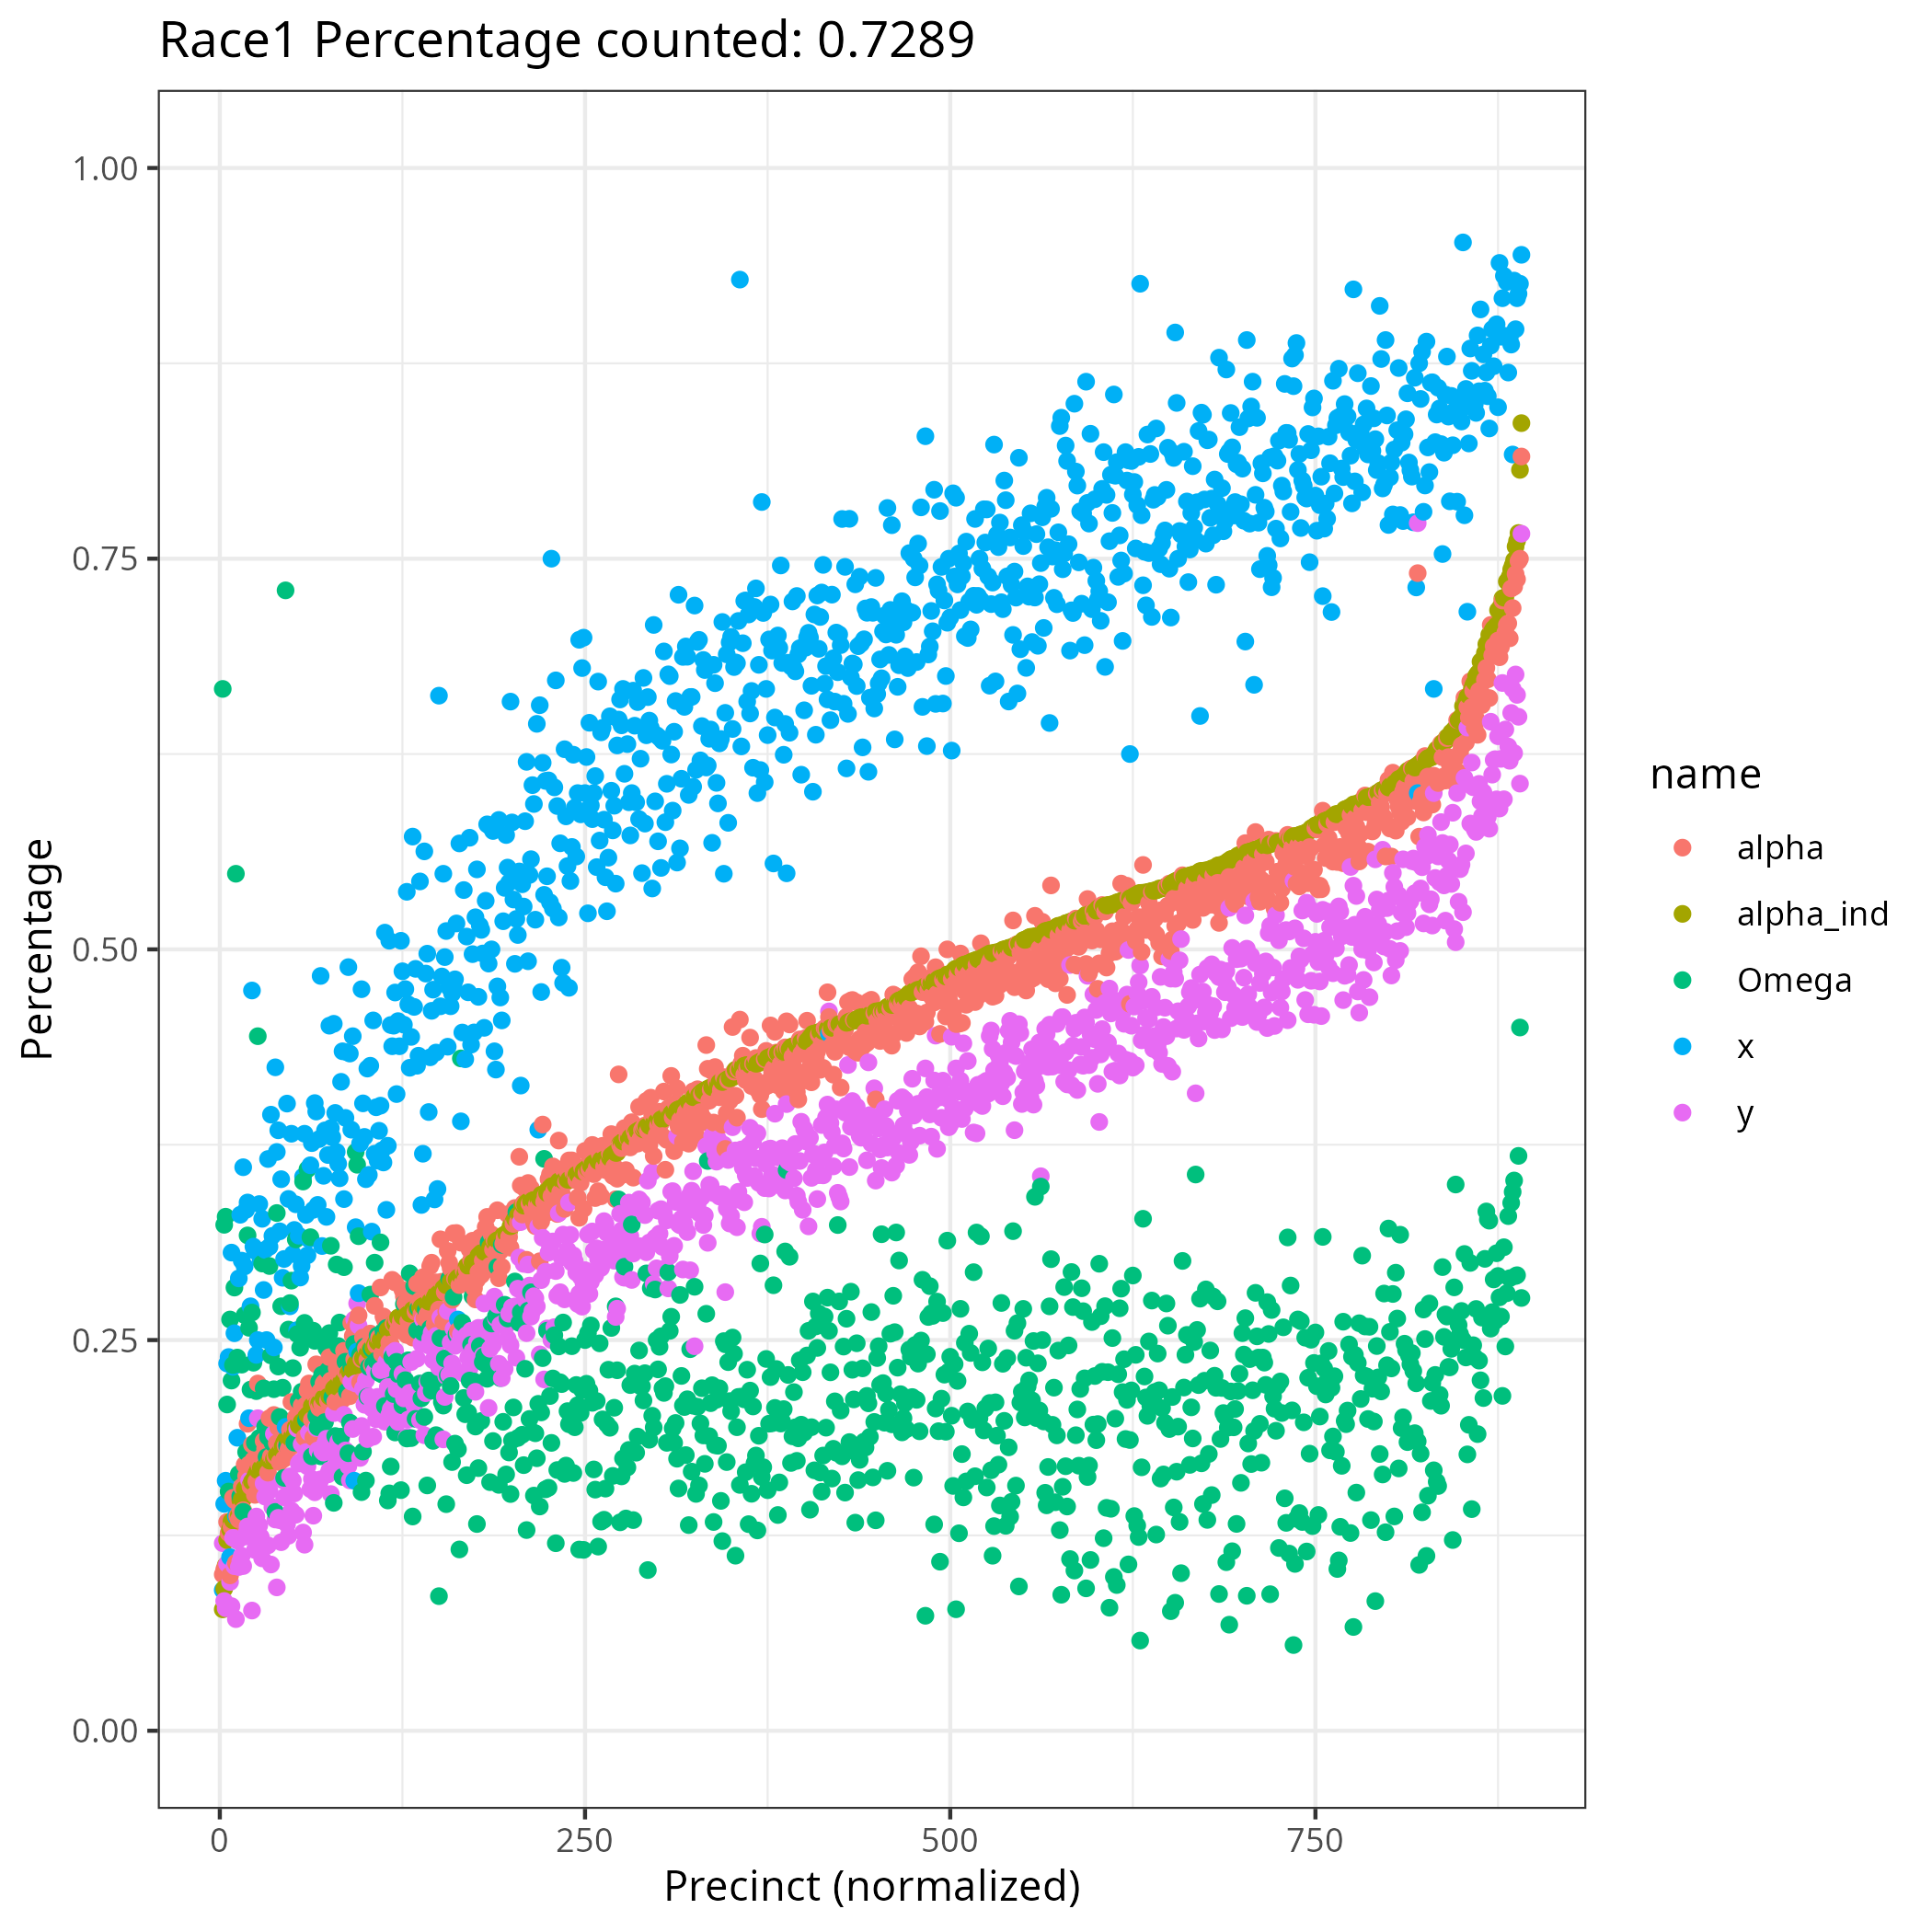 Race1 Percentage counted: 0.7289
1.00
0.75
0.50
0.25
0.00
Percentage
0 250 500 750
Precinct (normalized)
name
alpha
alpha_ind
Omega
x
y